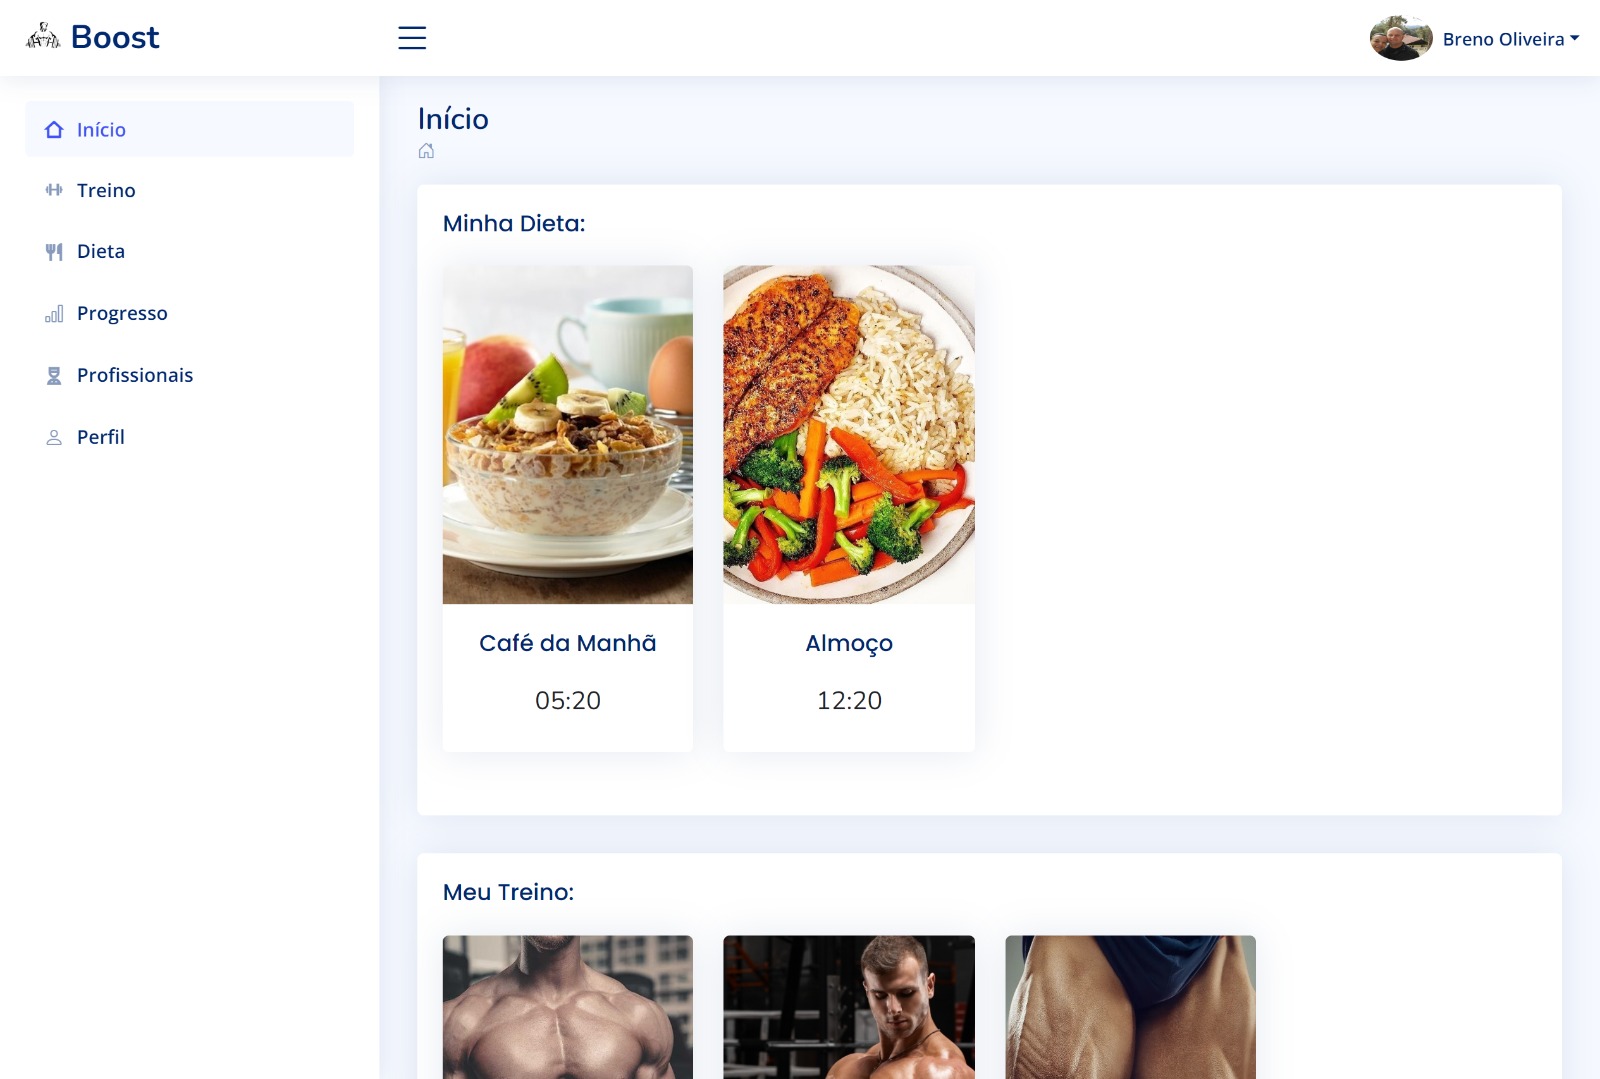 Boost
Breno Oliveira
Início
Treino
Dieta
Progresso
Profissionais
Perfil
Início
Minha Dieta:
Café da Manhã
05:20
Almoço
12:20
Meu Treino: